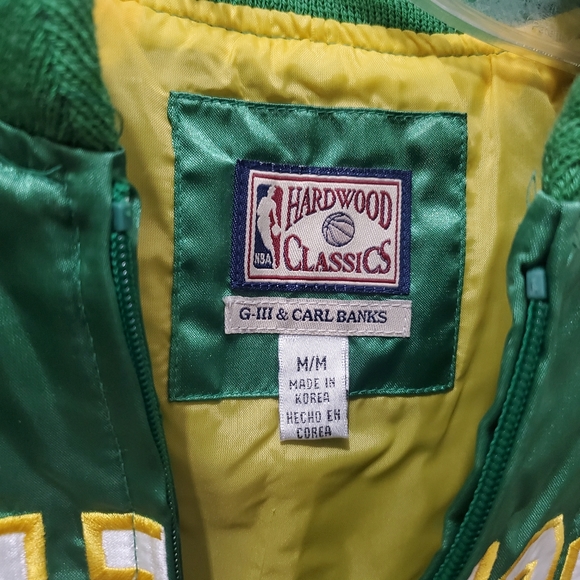 HARDWOOD
NBA
CLASSICS
G-III & CARL BANKS
M/M
MADE IN
KOREA
HECHO EN
COREA